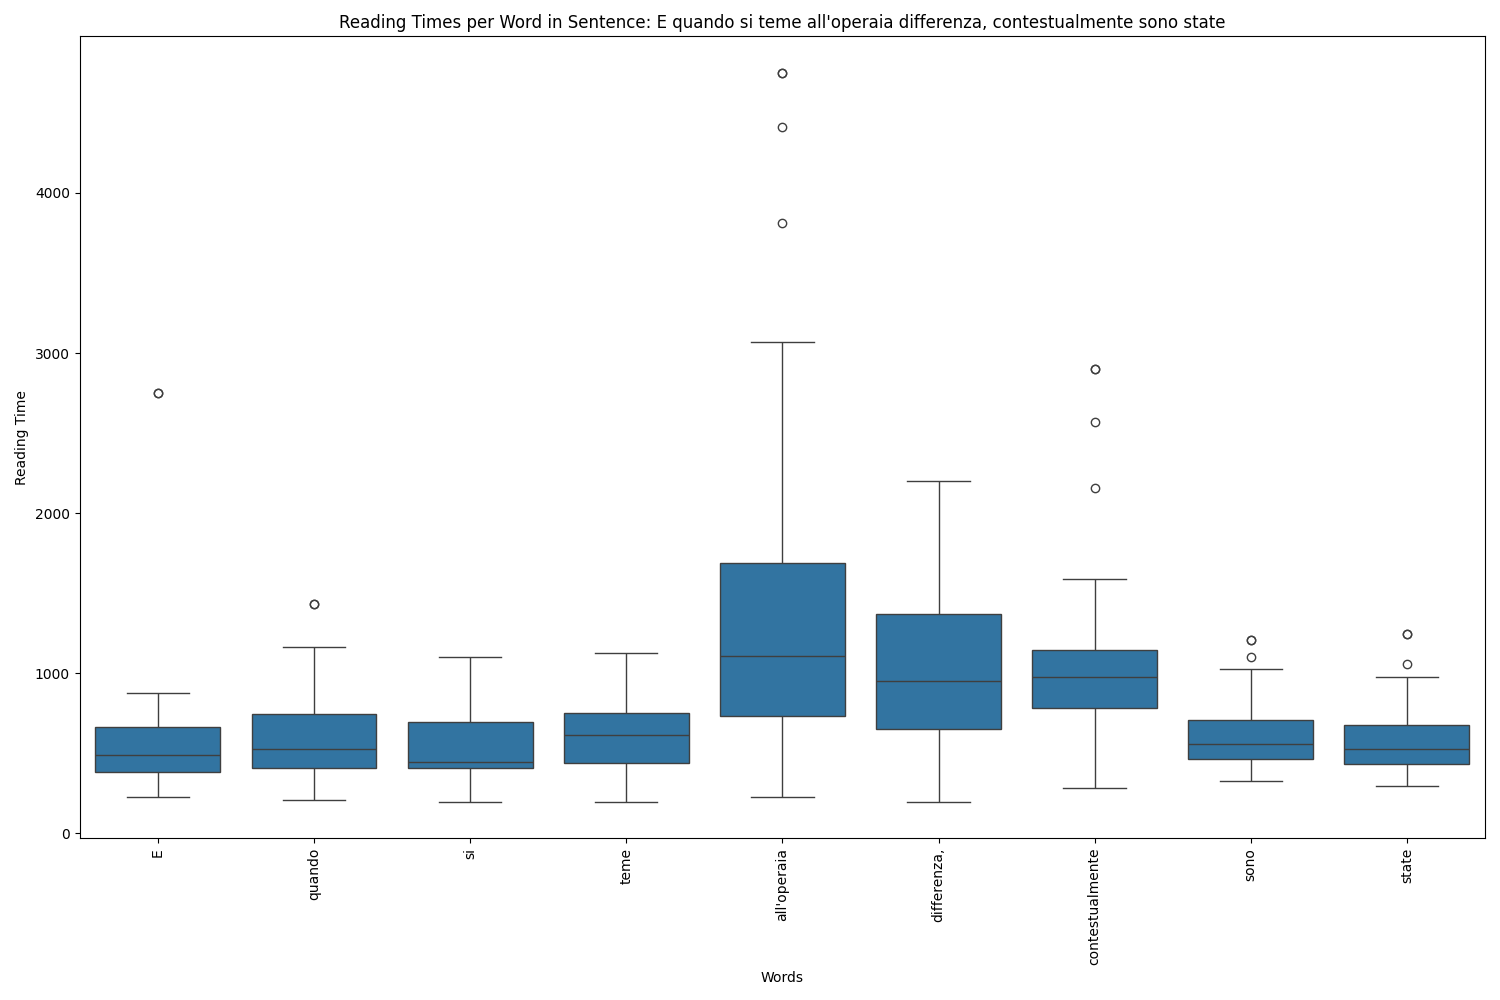 Reading Times per Word in Sentence: E quando si teme all'operaia differenza, contestualmente sono state
Reading Time
4000
3000
2000
1000
0
E
quando
si
teme
all'operaia
differenza,
contestualmente
sono
state
Words